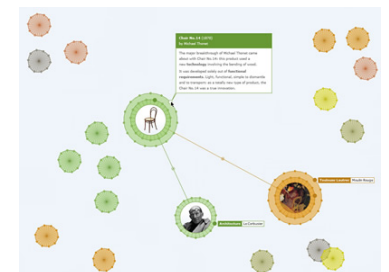 Chair No.14 (1859)
by Michael Thonet
The major breakthrough of Michael Thonet came
about with Chair No.14: this product used a
new technology involving the bending of wood.
It was developed solely out of functional
requirements. Light, functional, simple to dismantle
and to transport, as a totally new type of product, the
Chair No.14 was a true innovation.
Architecture Le Corbusier